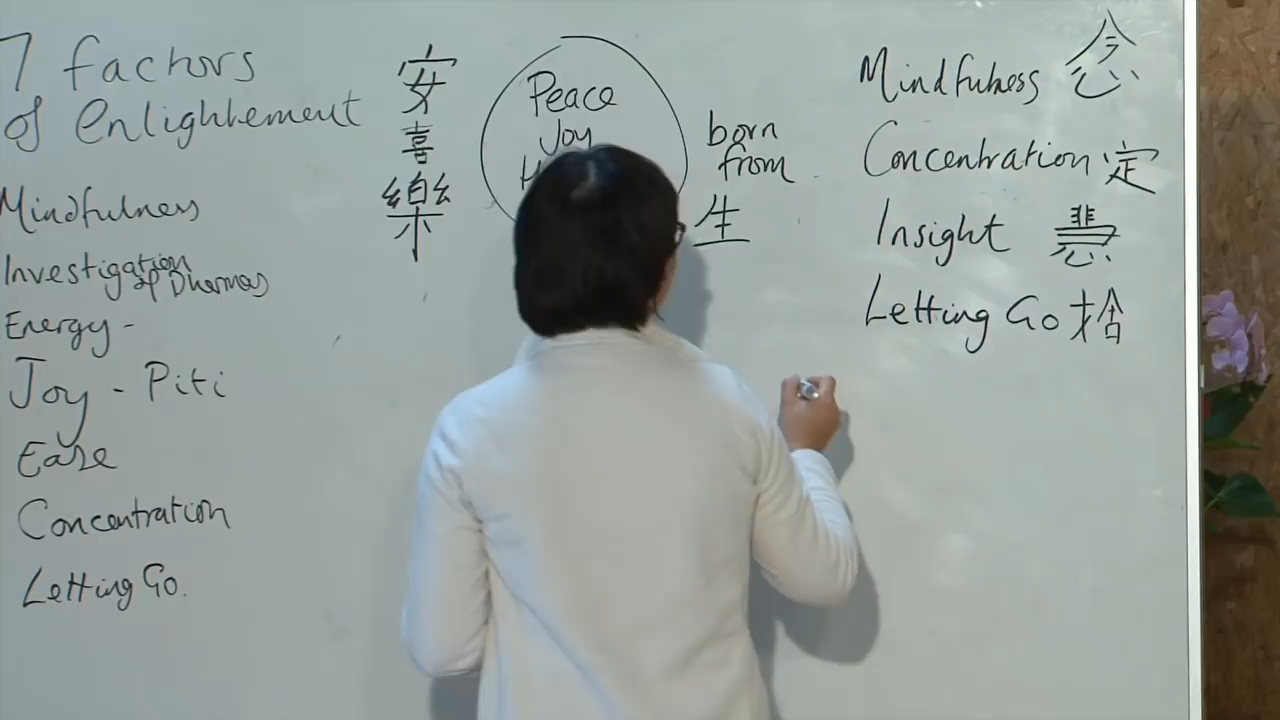 7 factors
of Enlightement
Mindfulness
Investigation
of Dharmas
Energy -
Joy - Piti
Ease
Concentration
Letting Go.
安
喜
樂
Peace
Joy
born
from
生
Mindfulness 念
Concentration 定
Insight 慧
Letting Go 捨